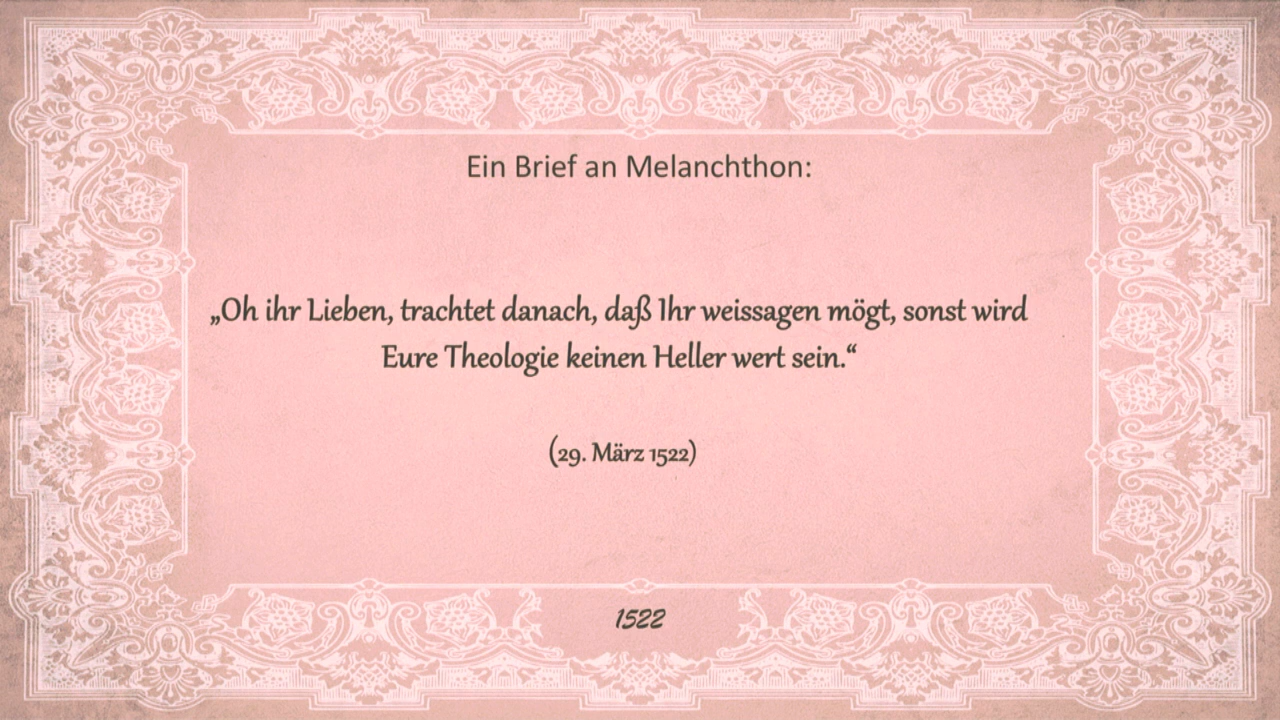 Ein Brief an Melanchthon:
„Oh ihr Lieben, trachtet danach, daß Ihr weissagen mögt, sonst wird
Eure Theologie keinen Heller wert sein.“
(29. März 1522)
1522